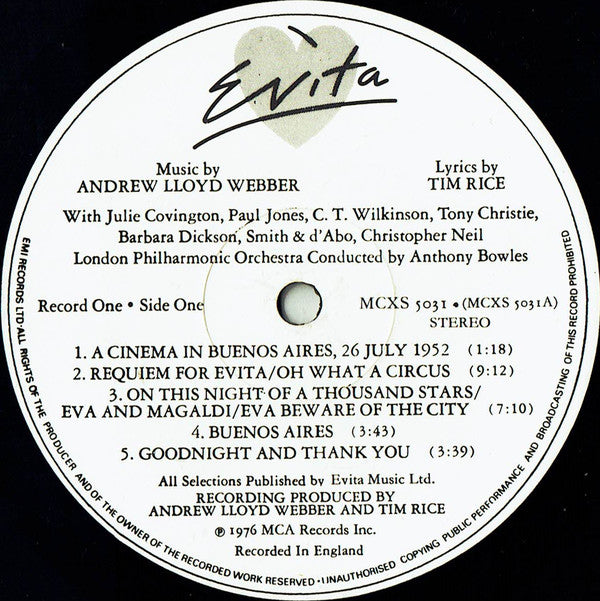 Evita
Music by
ANDREW LLOYD WEBBER
Lyrics by
TIM RICE
With Julie Covington, Paul Jones, C. T. Wilkinson, Tony Christie,
Barbara Dickson, Smith & d'Abo, Christopher Neil
London Philharmonic Orchestra Conducted by Anthony Bowles
Record One • Side One
MCXS 5031 • (MCXS 5031A)
STEREO
1. A CINEMA IN BUENOS AIRES, 26 JULY 1952 (1:18)
2. REQUIEM FOR EVITA/OH WHAT A CIRCUS (9:12)
3. ON THIS NIGHT OF A THOUSAND STARS/
EVA AND MAGALDI/EVA BEWARE OF THE CITY (7:10)
4. BUENOS AIRES (3:43)
5. GOODNIGHT AND THANK YOU (3:39)
All Selections Published by Evita Music Ltd.
RECORDING PRODUCED BY
ANDREW LLOYD WEBBER AND TIM RICE
℗ 1976 MCA Records Inc.
Recorded In England
EMI RECORDS LTD•ALL RIGHTS OF THE PRODUCER AND OF THE OWNER OF THE RECORDED WORK RESERVED•UNAUTHORISED COPYING PUBLIC PERFORMANCE AND BROADCASTING OF THIS RECORD PROHIBITED